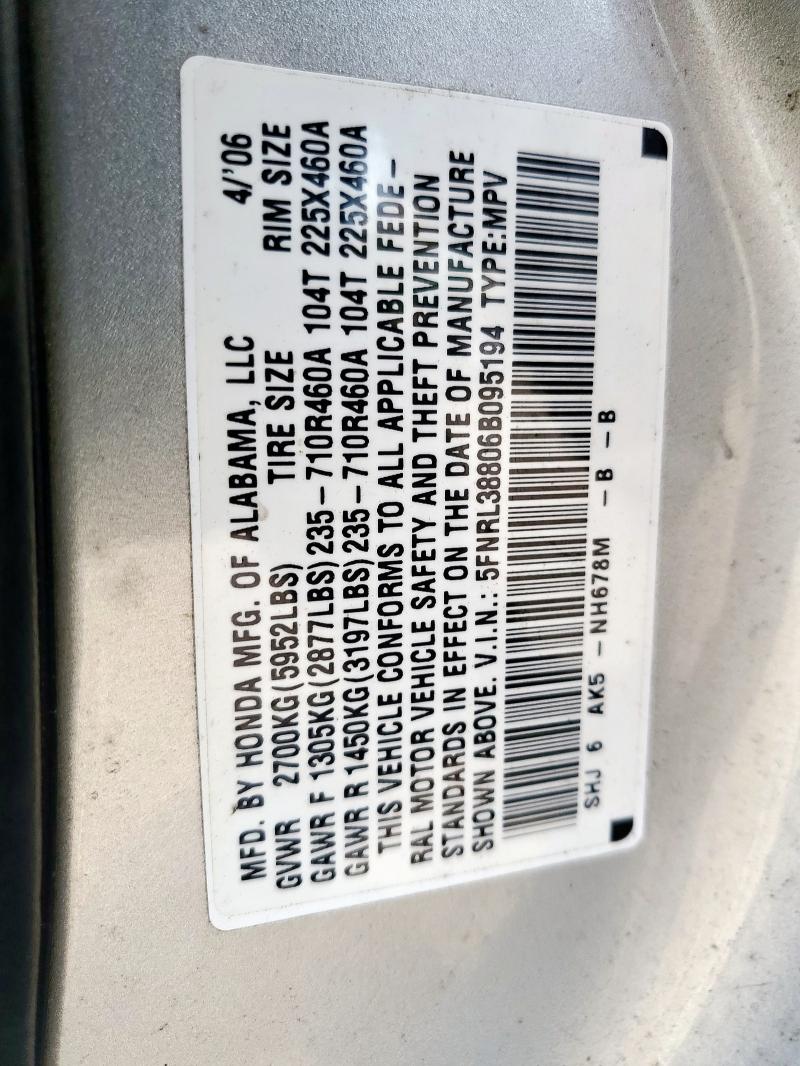 MFD. BY HONDA MFG. OF ALABAMA, LLC 4/'06
GVWR 2700KG(5952LBS) TIRE SIZE RIM SIZE
GAWR F 1305KG(2877LBS)235-710R460A 104T 225X460A
GAWR R 1450KG(3197LBS)235-710R460A 104T 225X460A
THIS VEHICLE CONFORMS TO ALL APPLICABLE FEDE-
RAL MOTOR VEHICLE SAFETY AND THEFT PREVENTION
STANDARDS IN EFFECT ON THE DATE OF MANUFACTURE
SHOWN ABOVE. V.I.N.: 5FNRL38806B095194 TYPE:MPV
SHJ 6 AK5 -NH678M -B -B